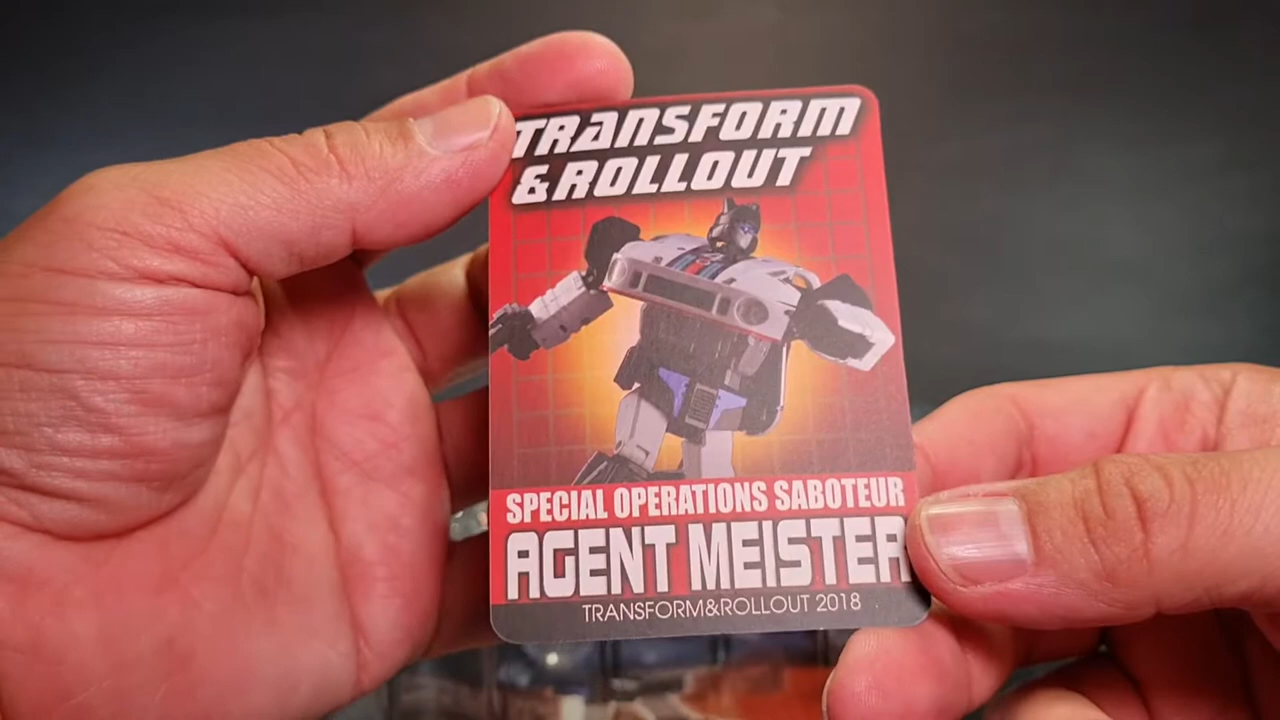 TRANSFORM
& ROLLOUT
SPECIAL OPERATIONS SABOTEUR
AGENT MEISTER
TRANSFORM&ROLLOUT 2018